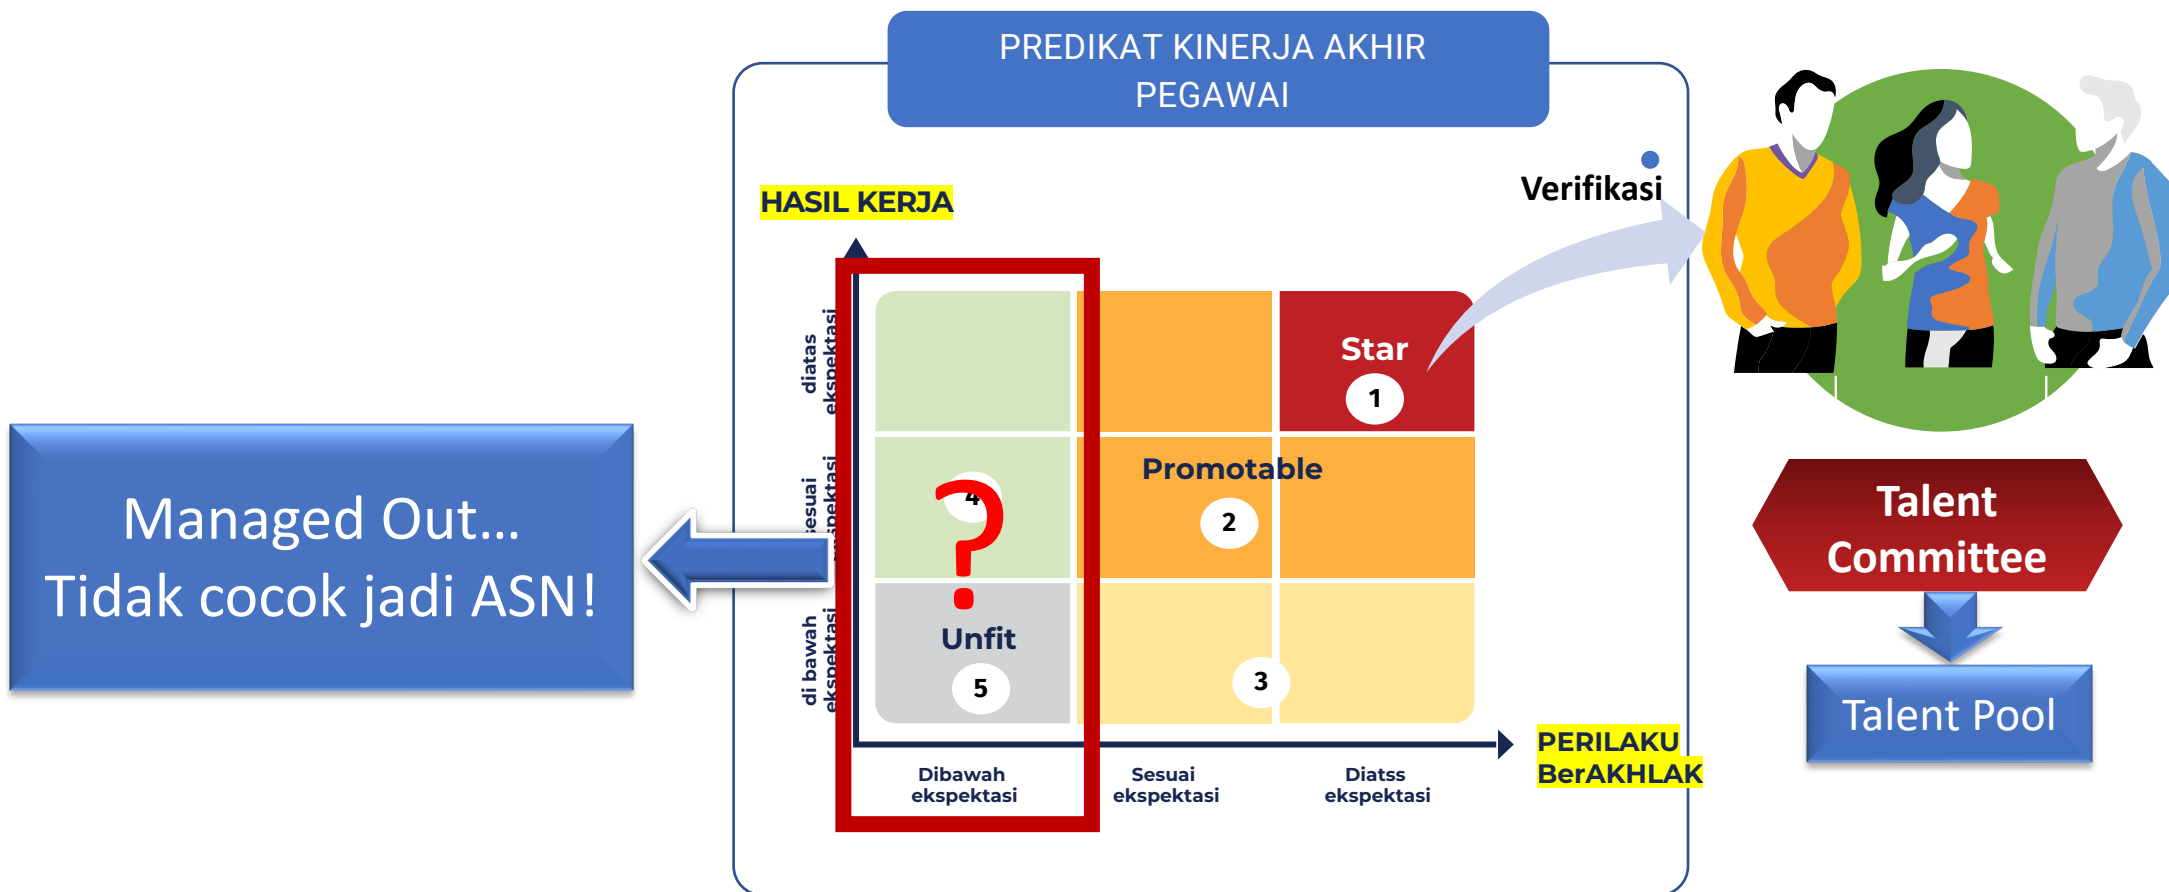 PREDIKAT KINERJA AKHIR
PEGAWAI
Verifikasi
HASIL KERJA
diatas
ekspektasi
sesuai
ekspektasi
di bawah
ekspektasi
Star
1
Promotable
2
4
?
Unfit
5
3
Dibawah
ekspektasi
Sesuai
ekspektasi
Diatss
ekspektasi
PERILAKU
BerAKHLAK
Managed Out...
Tidak cocok jadi ASN!
Talent
Committee
Talent Pool